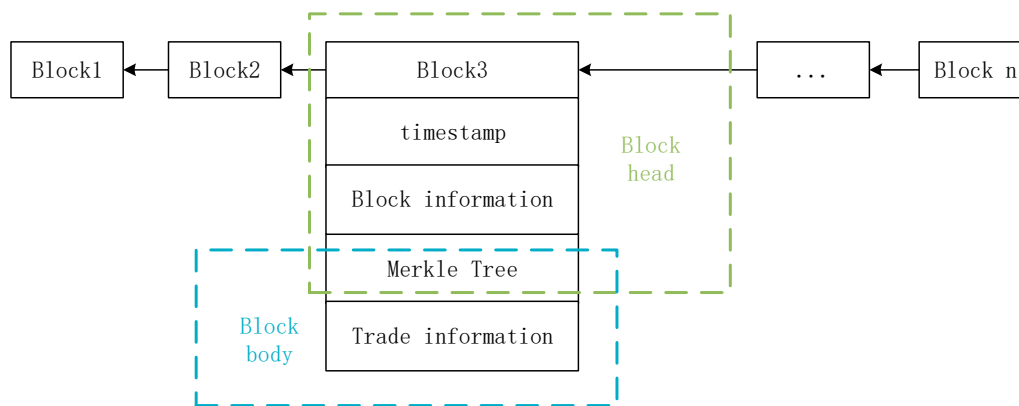 Block1
Block2
Block3
...
Block n
timestamp
Block
head
Block information
Merkle Tree
Block
body
Trade information